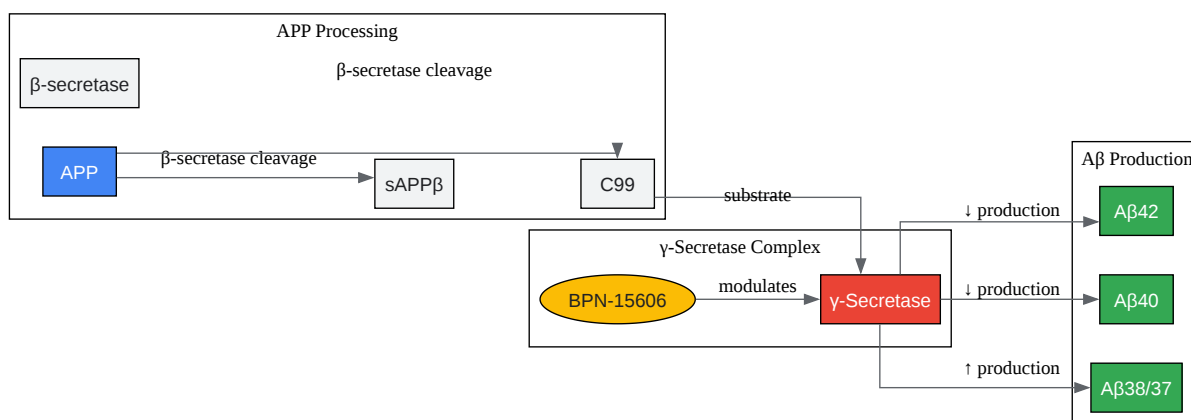 APP Processing
β-secretase cleavage
β-secretase
β-secretase cleavage
APP
sAPPβ
C99
substrate
γ-Secretase Complex
BPN-15606
modulates
γ-Secretase
Aβ Production
↓ production
Aβ42
↓ production
Aβ40
↑ production
Aβ38/37